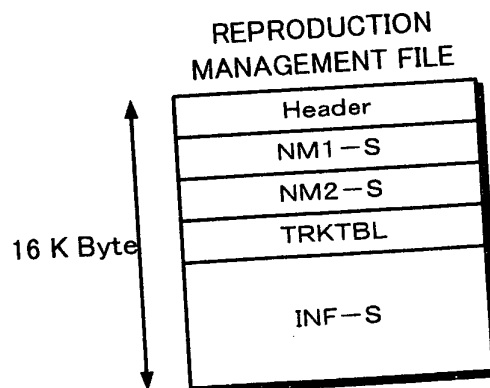 REPRODUCTION
MANAGEMENT FILE
Header
NM1-S
NM2-S
TRKTBL
16 K Byte
INF-S